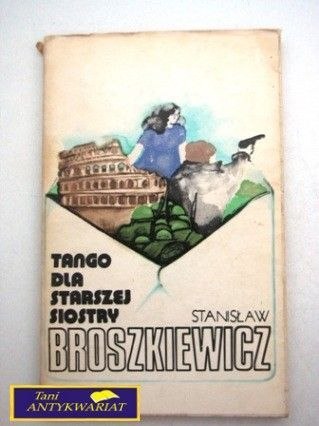 TANGO
DLA
STARSZEJ
SIOSTRY
STANISŁAW
BROSZKIEWICZ
Tani
ANTYKWARIAT